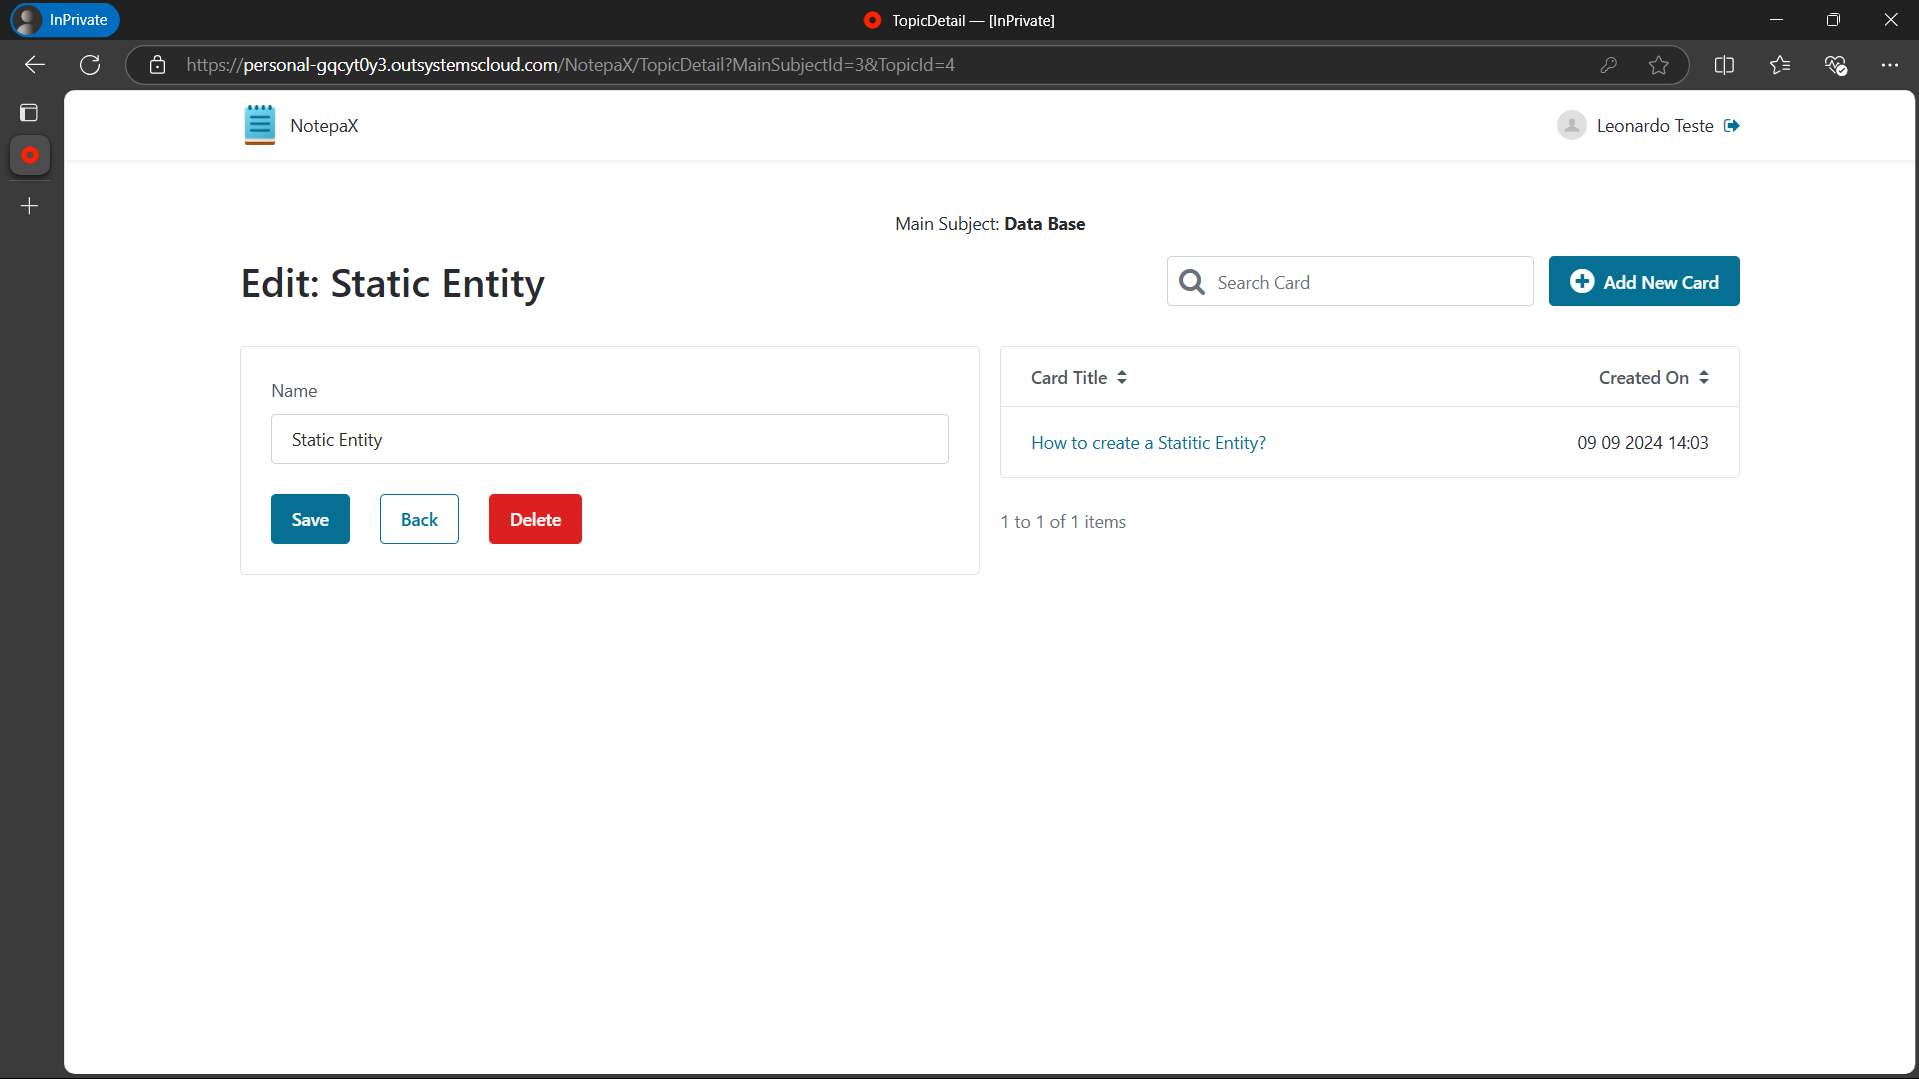 InPrivate
TopicDetail — [InPrivate]
https://personal-gqcyt0y3.outsystemscloud.com/NotepaX/TopicDetail?MainSubjectId=3&TopicId=4
NotepaX
Leonardo Teste
Main Subject: Data Base
Edit: Static Entity
Search Card
Add New Card
Name
Static Entity
Save
Back
Delete
Card Title
Created On
How to create a Statitic Entity?
09 09 2024 14:03
1 to 1 of 1 items